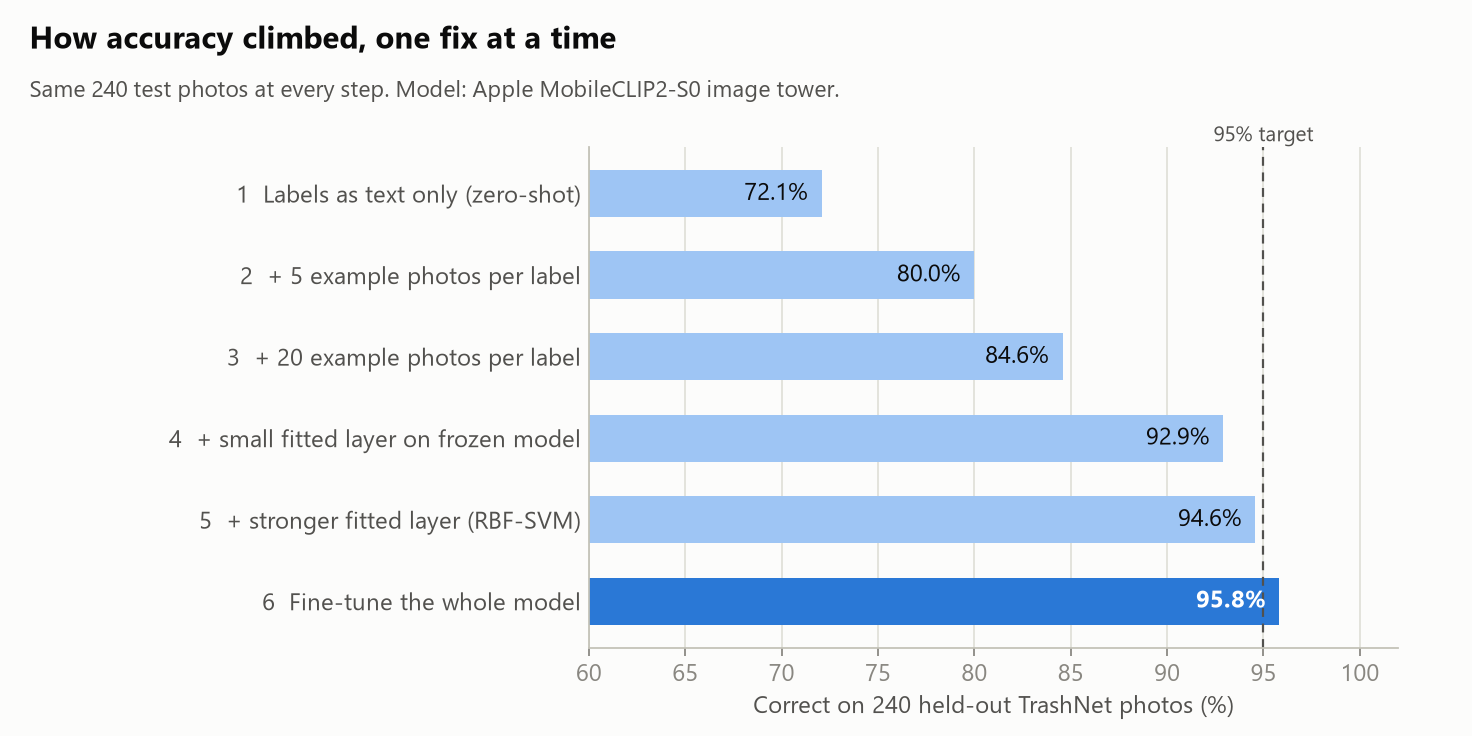 How accuracy climbed, one fix at a time
Same 240 test photos at every step. Model: Apple MobileCLIP2-S0 image tower.
95% target
1 Labels as text only (zero-shot) 72.1%
2 + 5 example photos per label 80.0%
3 + 20 example photos per label 84.6%
4 + small fitted layer on frozen model 92.9%
5 + stronger fitted layer (RBF-SVM) 94.6%
6 Fine-tune the whole model 95.8%
60 65 70 75 80 85 90 95 100
Correct on 240 held-out TrashNet photos (%)